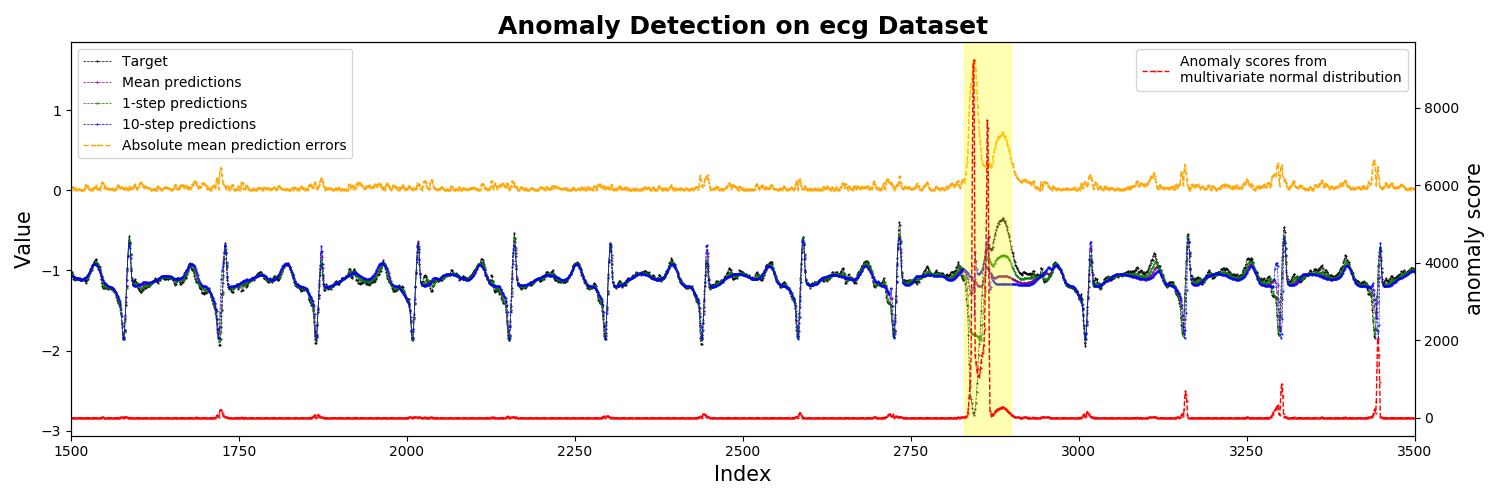 Anomaly Detection on ecg Dataset
Target
Mean predictions
1-step predictions
10-step predictions
Absolute mean prediction errors
Anomaly scores from
multivariate normal distribution
Value
1
0
−1
−2
−3
anomaly score
8000
6000
4000
2000
0
1500
1750
2000
2250
2500
2750
3000
3250
3500
Index